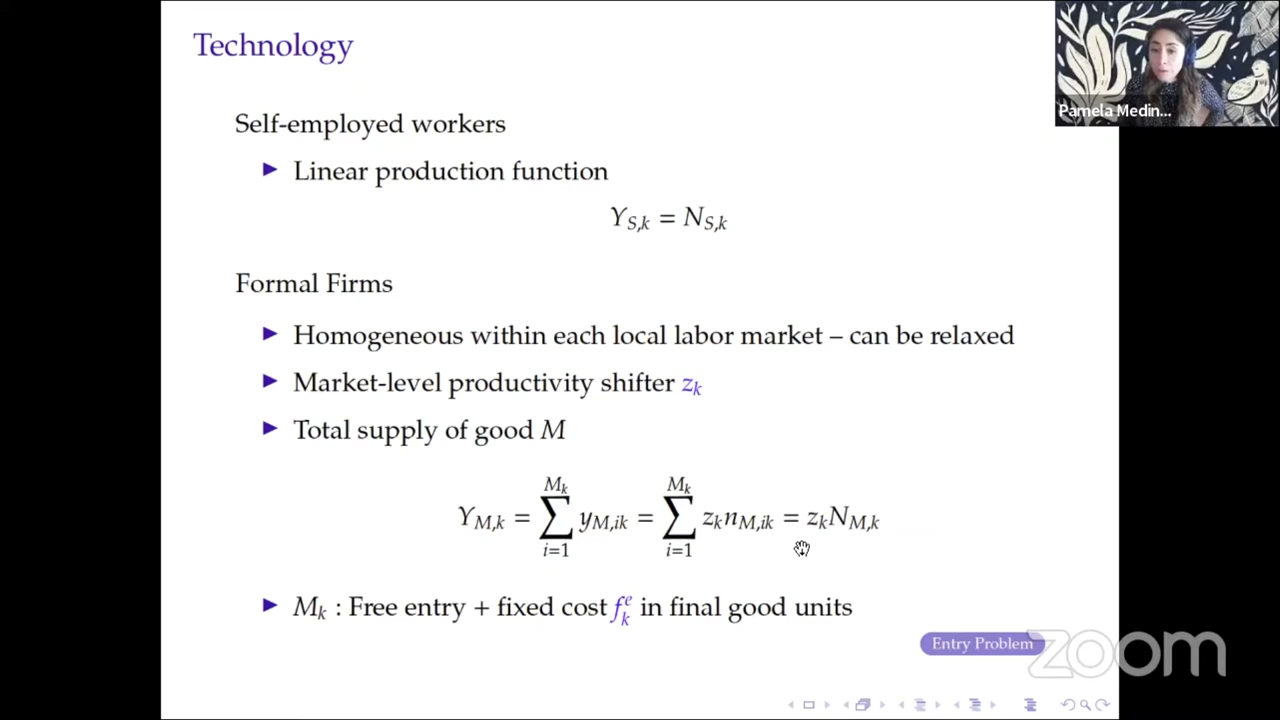 Technology
Pamela Medin...
Self-employed workers
Linear production function
Y_{S,k} = N_{S,k}
Formal Firms
Homogeneous within each local labor market – can be relaxed
Market-level productivity shifter z_k
Total supply of good M
Y_{M,k} = \sum_{i=1}^{M_k} y_{M,ik} = \sum_{i=1}^{M_k} z_k n_{M,ik} = z_k N_{M,k}
M_k : Free entry + fixed cost f_k^e in final good units
Entry Problem
zoom